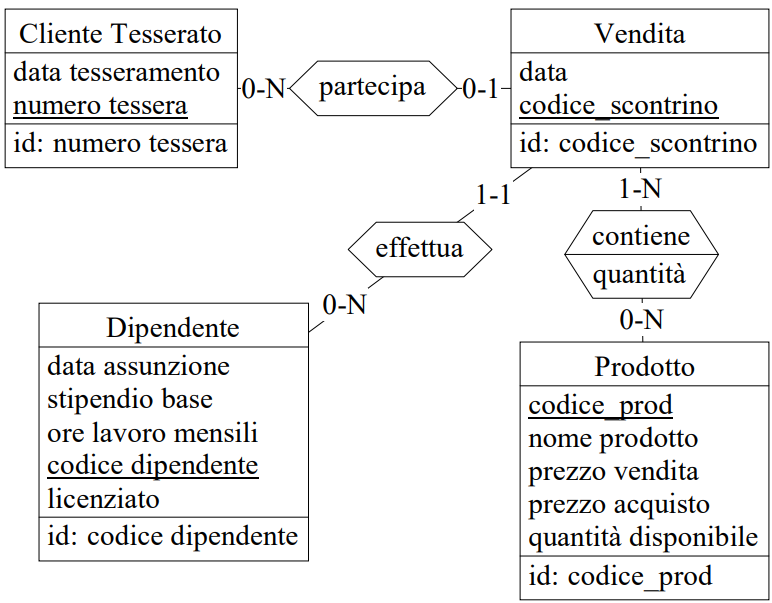 Cliente Tesserato
data tesseramento
numero tessera
id: numero tessera
0-N
partecipa
0-1
Vendita
data
codice_scontrino
id: codice_scontrino
1-1
effettua
0-N
1-N
contiene
quantità
0-N
Dipendente
data assunzione
stipendio base
ore lavoro mensili
codice dipendente
licenziato
id: codice dipendente
Prodotto
codice_prod
nome prodotto
prezzo vendita
prezzo acquisto
quantità disponibile
id: codice_prod